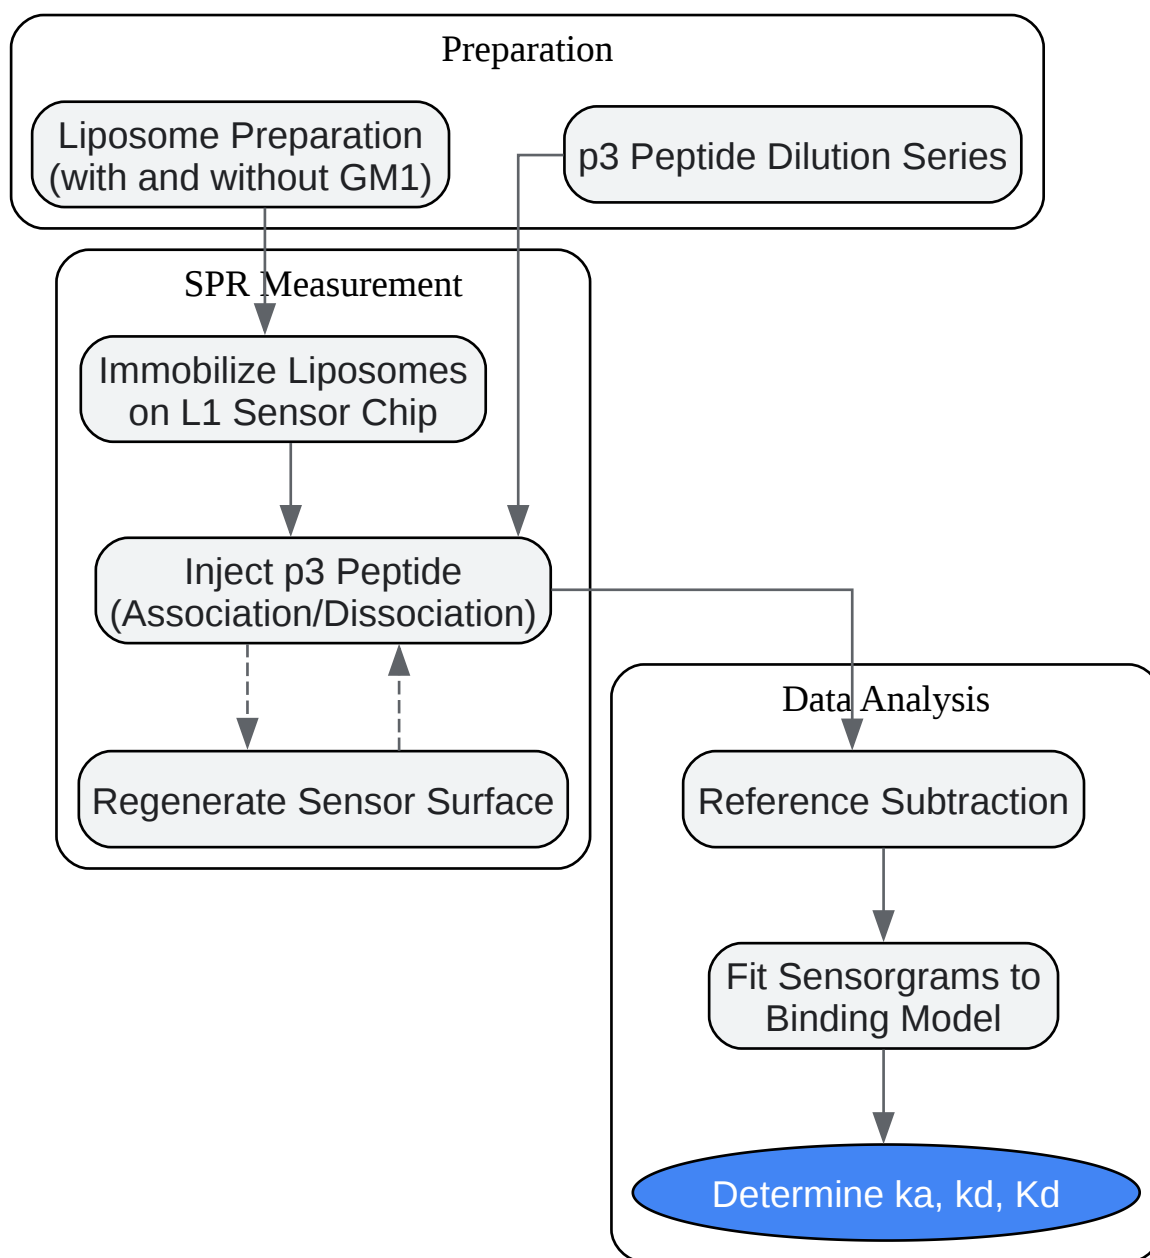 Preparation
Liposome Preparation
(with and without GM1)
p3 Peptide Dilution Series
SPR Measurement
Immobilize Liposomes
on L1 Sensor Chip
Inject p3 Peptide
(Association/Dissociation)
Regenerate Sensor Surface
Data Analysis
Reference Subtraction
Fit Sensorgrams to
Binding Model
Determine ka, kd, Kd